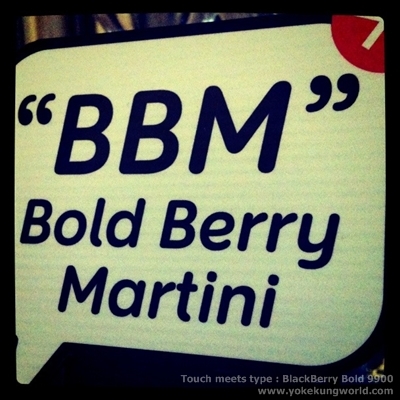 “BBM”
Bold Berry
Martini
Touch meets type : BlackBerry Bold 9900
www.yokekungworld.com